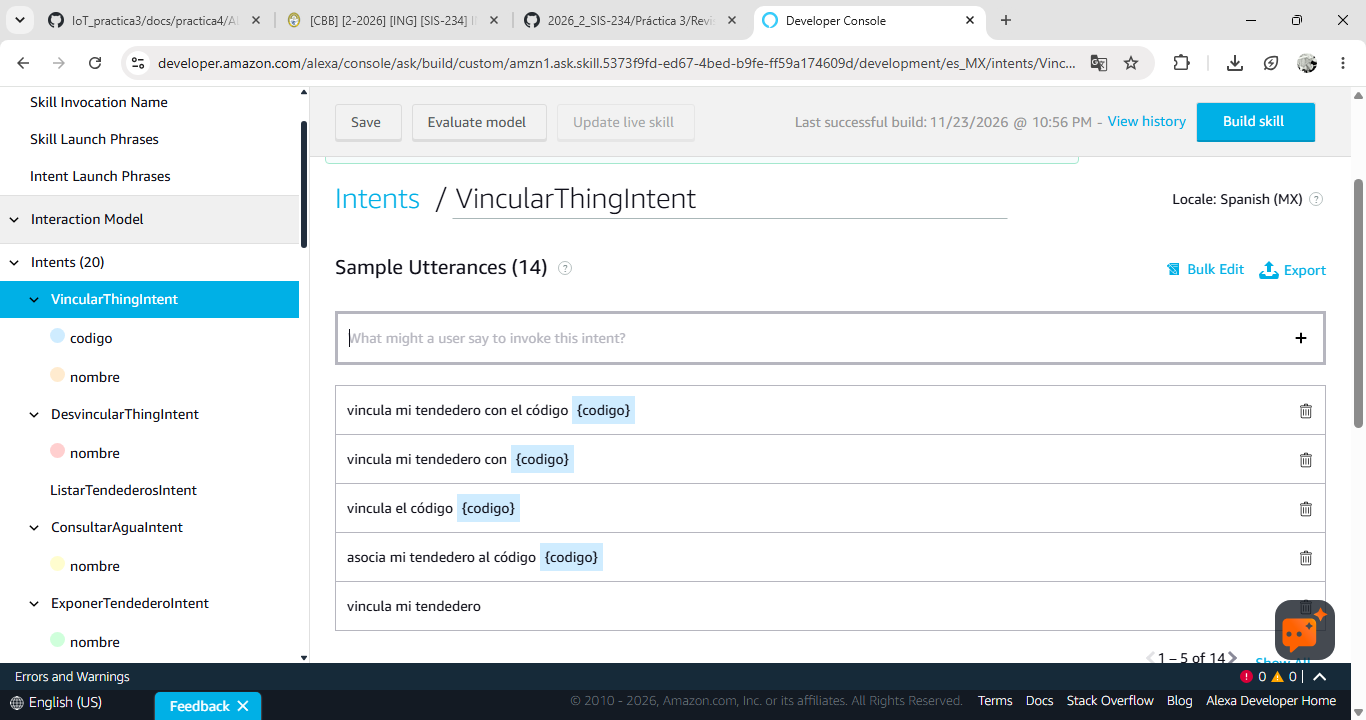 IoT_practica3/docs/practica4/Al
[CBB] [2-2026] [ING] [SIS-234] I
2026_2_SIS-234/Práctica 3/Revis
Developer Console
developer.amazon.com/alexa/console/ask/build/custom/amzn1.ask.skill.5373f9fd-ed67-4bed-b9fe-ff59a174609d/development/es_MX/intents/Vinc...
Skill Invocation Name
Skill Launch Phrases
Intent Launch Phrases
Interaction Model
Intents (20)
VincularThingIntent
codigo
nombre
DesvincularThingIntent
nombre
ListarTendederosIntent
ConsultarAguaIntent
nombre
ExponerTendederoIntent
nombre
Save
Evaluate model
Update live skill
Last successful build: 11/23/2026 @ 10:56 PM - View history
Build skill
Intents / VincularThingIntent
Locale: Spanish (MX) ?
Sample Utterances (14) ?
Bulk Edit
Export
What might a user say to invoke this intent?
vincula mi tendedero con el código {codigo}
vincula mi tendedero con {codigo}
vincula el código {codigo}
asocia mi tendedero al código {codigo}
vincula mi tendedero
1 – 5 of 14
Show All
Errors and Warnings
0
0
English (US)
Feedback
© 2010 - 2026, Amazon.com, Inc. or its affiliates. All Rights Reserved.
Terms
Docs
Stack Overflow
Blog
Alexa Developer Home